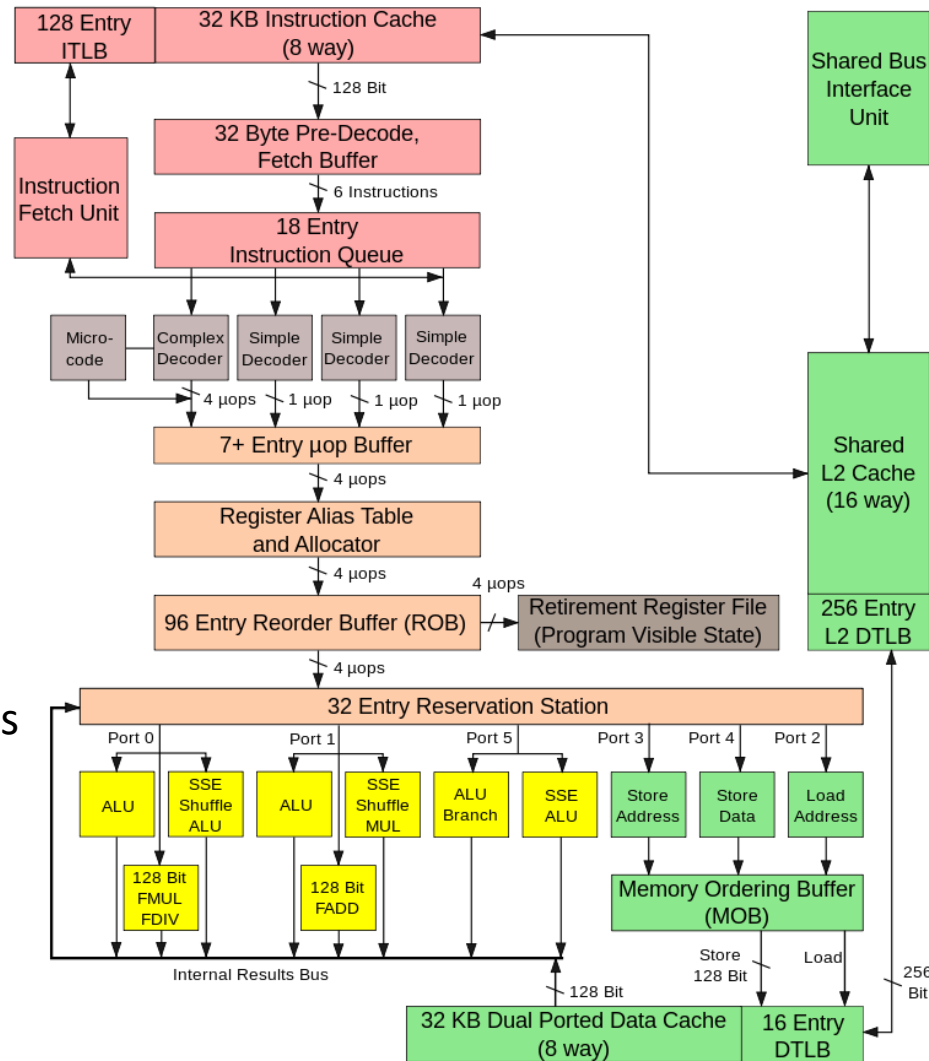 128 Entry
ITLB
32 KB Instruction Cache
(8 way)
128 Bit
32 Byte Pre-Decode,
Fetch Buffer
Instruction
Fetch Unit
6 Instructions
18 Entry
Instruction Queue
Shared Bus
Interface
Unit
Micro-
code
Complex
Decoder
Simple
Decoder
Simple
Decoder
Simple
Decoder
4 µops
1 µop
1 µop
1 µop
7+ Entry µop Buffer
4 µops
Register Alias Table
and Allocator
4 µops
4 µops
96 Entry Reorder Buffer (ROB)
Retirement Register File
(Program Visible State)
Shared
L2 Cache
(16 way)
256 Entry
L2 DTLB
4 µops
s
32 Entry Reservation Station
Port 0
Port 1
Port 5
Port 3
Port 4
Port 2
ALU
SSE
Shuffle
ALU
ALU
SSE
Shuffle
MUL
ALU
Branch
SSE
ALU
Store
Address
Store
Data
Load
Address
128 Bit
FMUL
FDIV
128 Bit
FADD
Memory Ordering Buffer
(MOB)
Internal Results Bus
Store
128 Bit
Load
128 Bit
256
Bit
32 KB Dual Ported Data Cache
(8 way)
16 Entry
DTLB